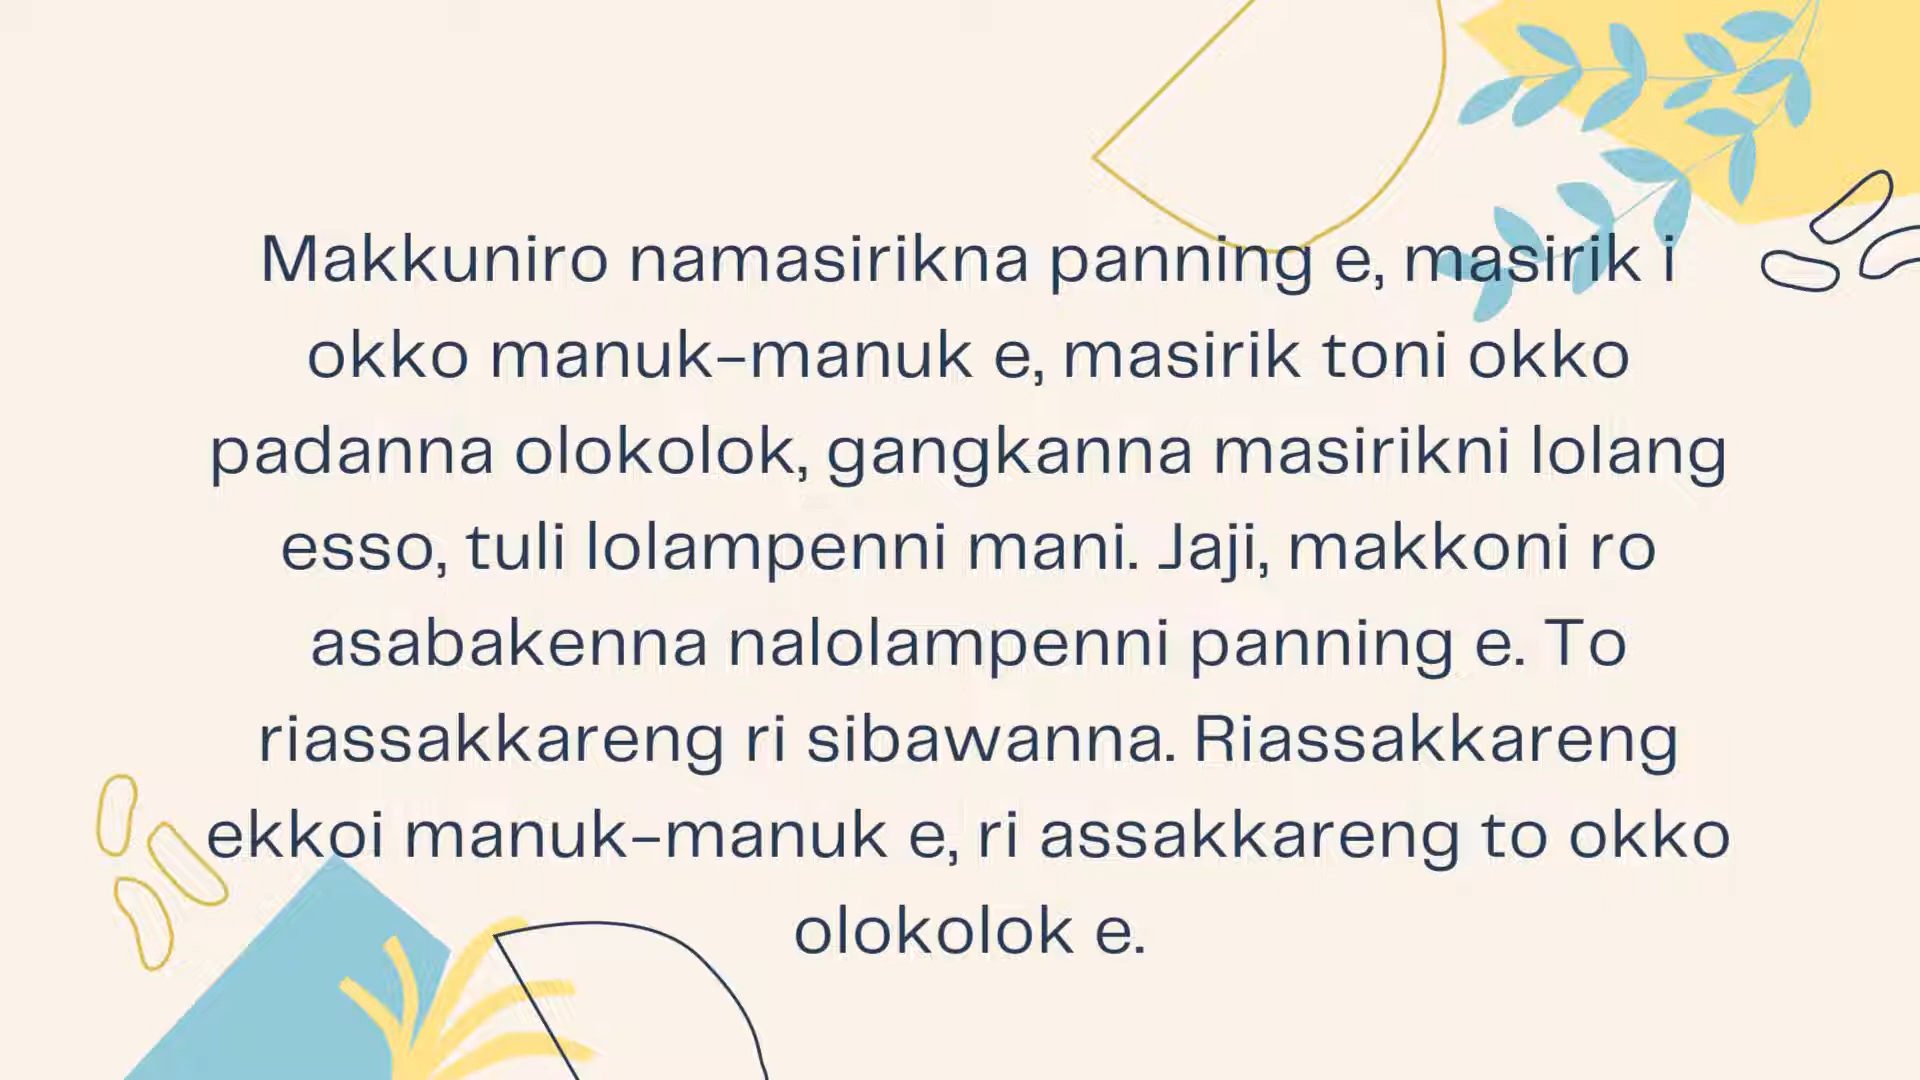 Makkuniro namasirikna panning e, masirik i
okko manuk-manuk e, masirik toni okko
padanna olokolok, gangkanna masirikni lolang
esso, tuli lolampenni mani. Jaji, makkoni ro
asabakenna nalolampenni panning e. To
riassakkareng ri sibawanna. Riassakkareng
ekkoi manuk-manuk e, ri assakkareng to okko
olokolok e.